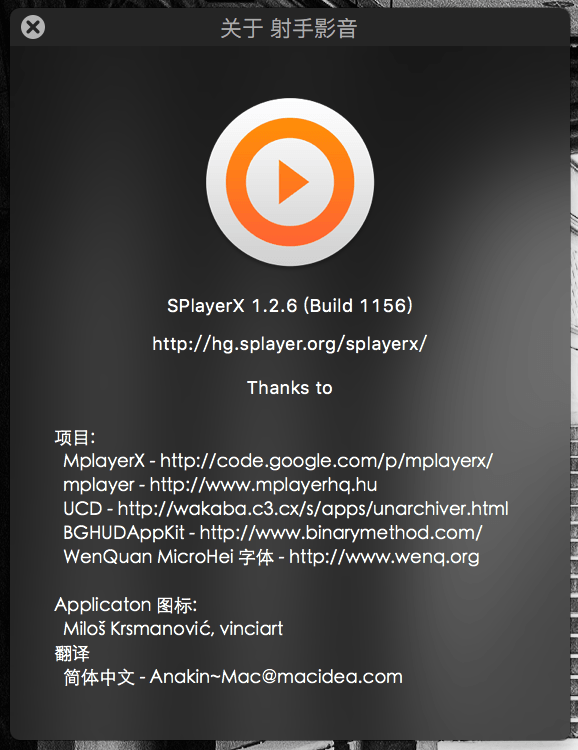 关于 射手影音
SPlayerX 1.2.6 (Build 1156)
http://hg.splayer.org/splayerx/
Thanks to
项目:
MplayerX - http://code.google.com/p/mplayerx/
mplayer - http://www.mplayerhq.hu
UCD - http://wakaba.c3.cx/s/apps/unarchiver.html
BGHUDAppKit - http://www.binarymethod.com/
WenQuan MicroHei 字体 - http://www.wenq.org
Applicaton 图标:
Miloš Krsmanović, vinciart
翻译
简体中文 - Anakin~Mac@macidea.com